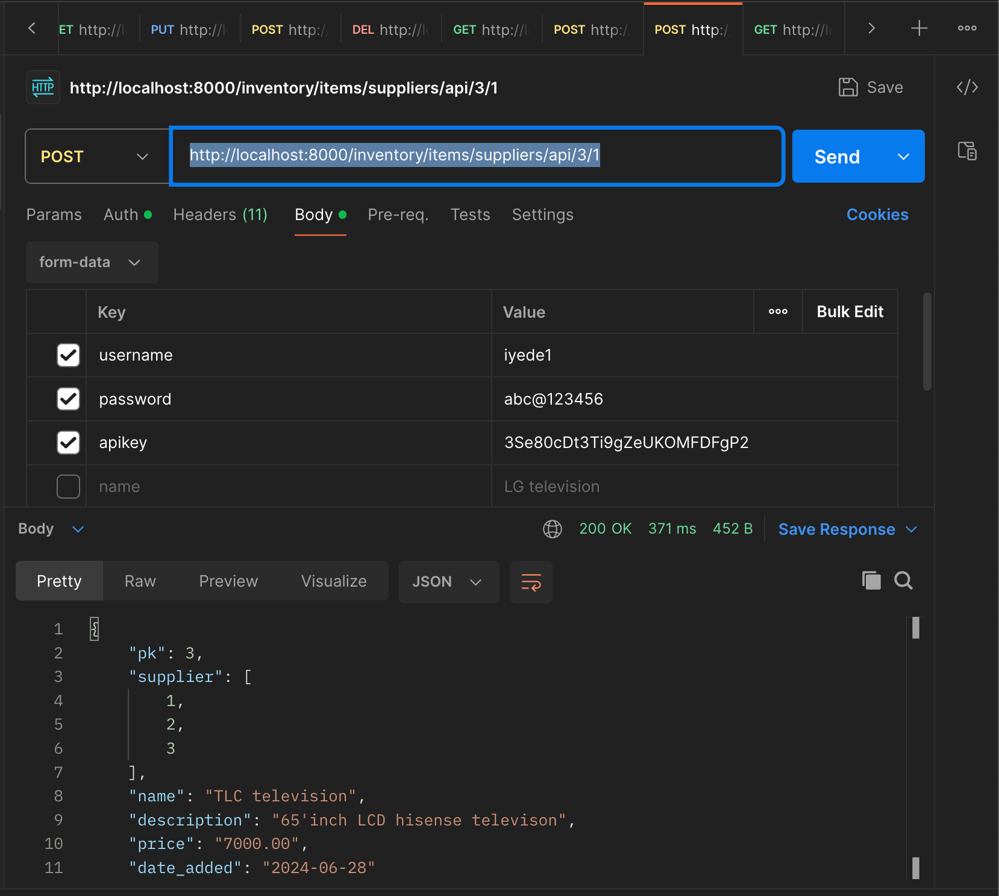 ET http://l
PUT http://l
POST http:/
DEL http://l
GET http://l
POST http:/
POST http:/
GET http://l
HTTP http://localhost:8000/inventory/items/suppliers/api/3/1
Save
POST
http://localhost:8000/inventory/items/suppliers/api/3/1
Send
Params Auth Headers (11) Body Pre-req. Tests Settings Cookies
form-data
Key Value Bulk Edit
username iyede1
password abc@123456
apikey 3Se80cDt3Ti9gZeUKOMFDFgP2
name LG television
Body 200 OK 371 ms 452 B Save Response
Pretty Raw Preview Visualize JSON
1 {
2 "pk": 3,
3 "supplier": [
4 1,
5 2,
6 3
7 ],
8 "name": "TLC television",
9 "description": "65'inch LCD hisense televison",
10 "price": "7000.00",
11 "date_added": "2024-06-28"